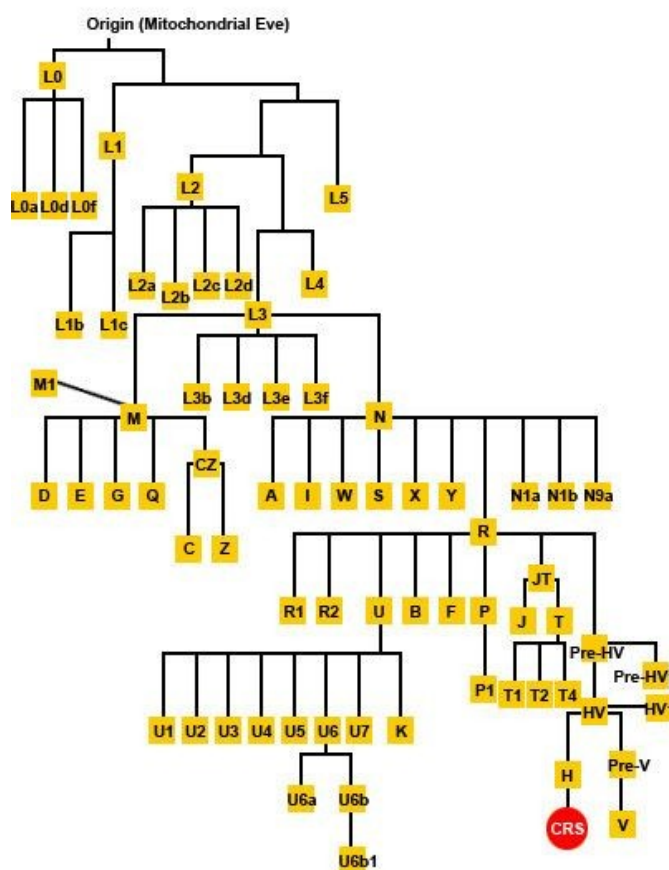 Origin (Mitochondrial Eve)
L0
L1
L2
L5
L0a L0d L0f
L2a L2b L2c L2d
L4
L1b L1c
L3
M1
L3b L3d L3e L3f
M
N
CZ
D E G Q
A I W S X Y N1a N1b N9a
C Z
R
JT
R1 R2 U B F P
J T
Pre-HV
Pre-HV
P1
T1 T2 T4
HV
HV1
U1 U2 U3 U4 U5 U6 U7 K
Pre-V
H
U6a U6b
CRS
V
U6b1